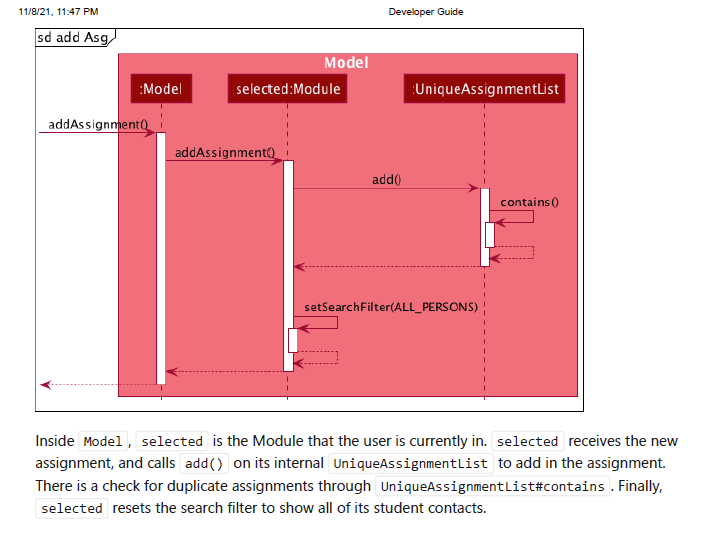 11/8/21, 11:47 PM Developer Guide
sd add Asg
Model
:Model selected:Module :UniqueAssignmentList
addAssignment()
addAssignment()
add()
contains()
setSearchFilter(ALL_PERSONS)
Inside Model, selected is the Module that the user is currently in. selected receives the new
assignment, and calls add() on its internal UniqueAssignmentList to add in the assignment.
There is a check for duplicate assignments through UniqueAssignmentList#contains. Finally,
selected resets the search filter to show all of its student contacts.